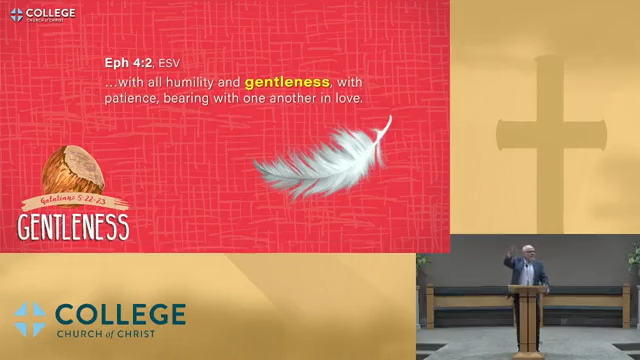 COLLEGE
CHURCH of CHRIST
Eph 4:2, ESV
...with all humility and gentleness, with
patience, bearing with one another in love.
Galatians 5:22-23
GENTLENESS
COLLEGE
CHURCH of CHRIST